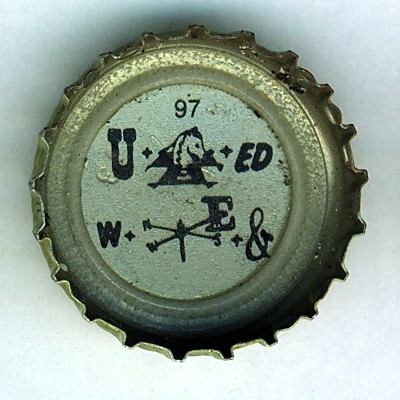 97
U + + ED
W + E + &